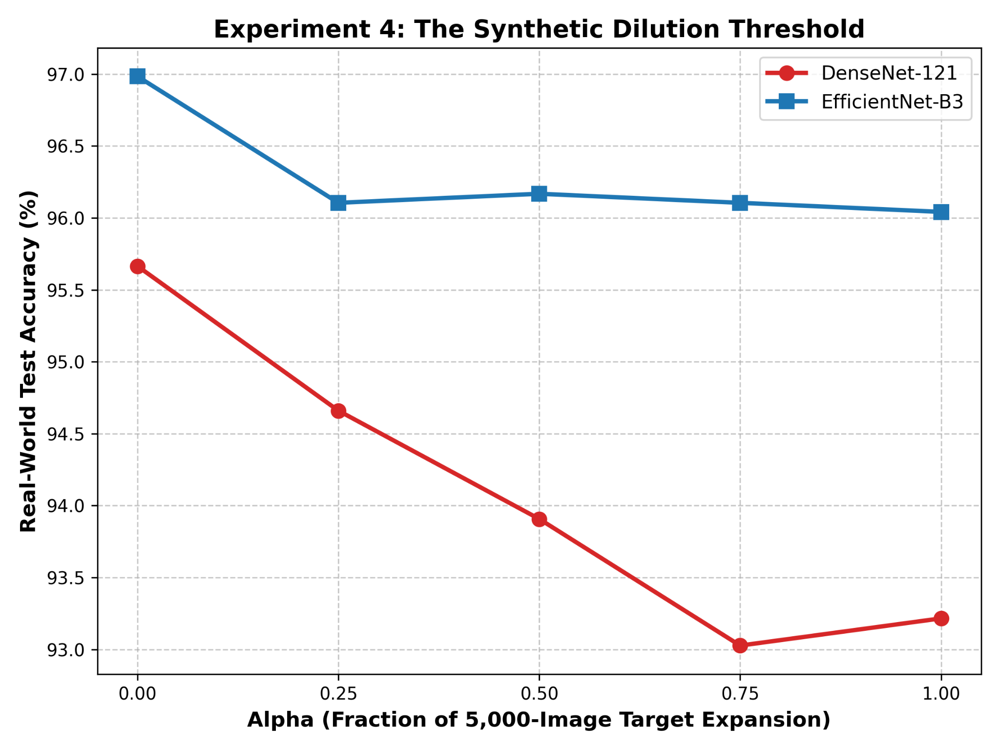 Experiment 4: The Synthetic Dilution Threshold
DenseNet-121
EfficientNet-B3
Real-World Test Accuracy (%)
97.0
96.5
96.0
95.5
95.0
94.5
94.0
93.5
93.0
0.00 0.25 0.50 0.75 1.00
Alpha (Fraction of 5,000-Image Target Expansion)